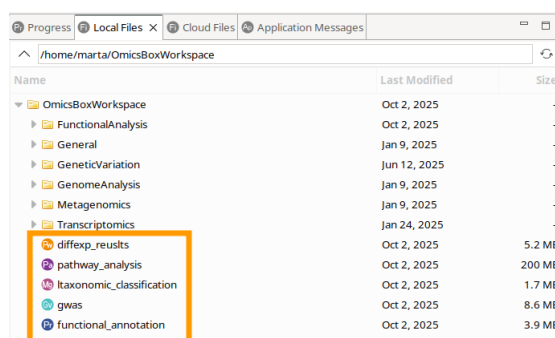 Progress Local Files × Cloud Files Application Messages
/home/marta/OmicsBoxWorkspace
Name Last Modified Size
OmicsBoxWorkspace Oct 2, 2025 -
FunctionalAnalysis Oct 2, 2025 -
General Jan 9, 2025 -
GeneticVariation Jun 12, 2025 -
GenomeAnalysis Jan 9, 2025 -
Metagenomics Jan 9, 2025 -
Transcriptomics Jan 24, 2025 -
diffexp_reuslts Oct 2, 2025 5.2 MB
pathway_analysis Oct 2, 2025 200 MB
ltaxonomic_classification Oct 2, 2025 1.7 MB
gwas Oct 2, 2025 8.6 MB
functional_annotation Oct 2, 2025 3.9 MB